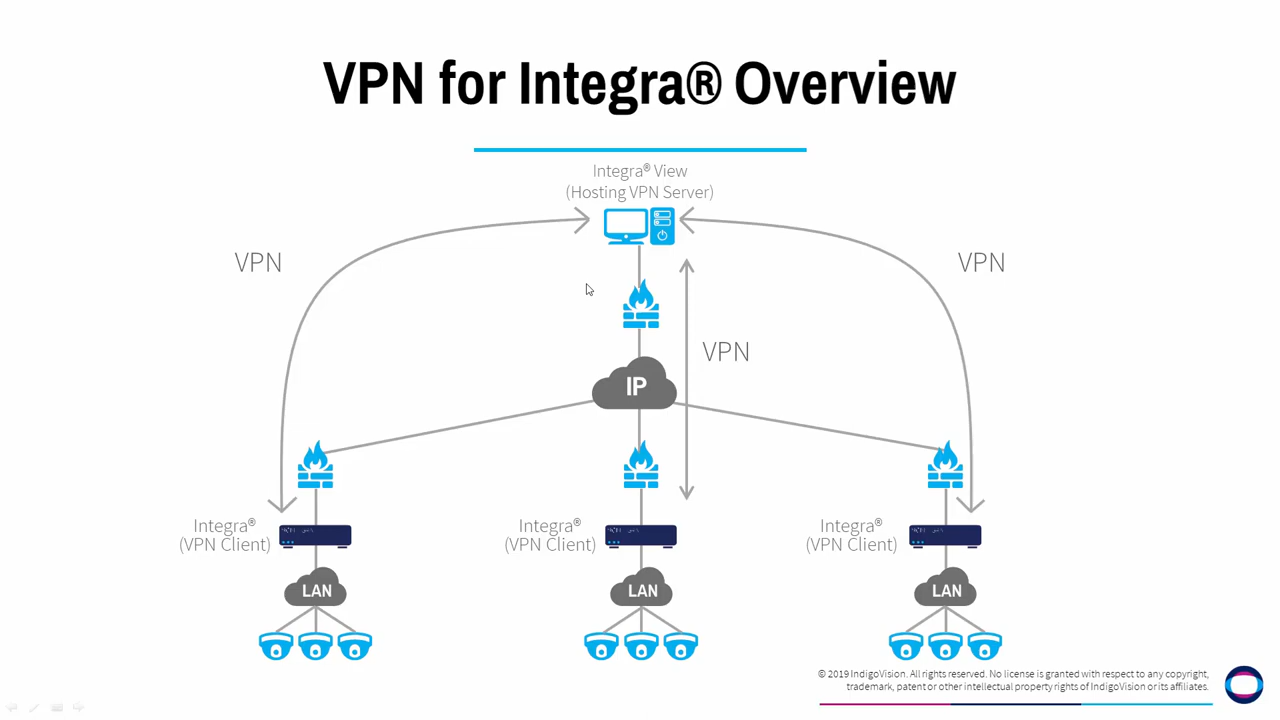 VPN for Integra® Overview
Integra® View
(Hosting VPN Server)
VPN
VPN
VPN
IP
Integra®
(VPN Client)
Integra®
(VPN Client)
Integra®
(VPN Client)
LAN
LAN
LAN
© 2019 IndigoVision. All rights reserved. No license is granted with respect to any copyright,
trademark, patent or other intellectual property rights of IndigoVision or its affiliates.